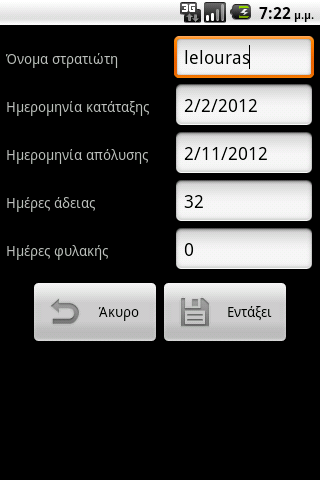 3G 7:22 μ.μ.
Όνομα στρατιώτη lelouras
Ημερομηνία κατάταξης 2/2/2012
Ημερομηνία απόλυσης 2/11/2012
Ημέρες άδειας 32
Ημέρες φυλακής 0
Άκυρο Εντάξει